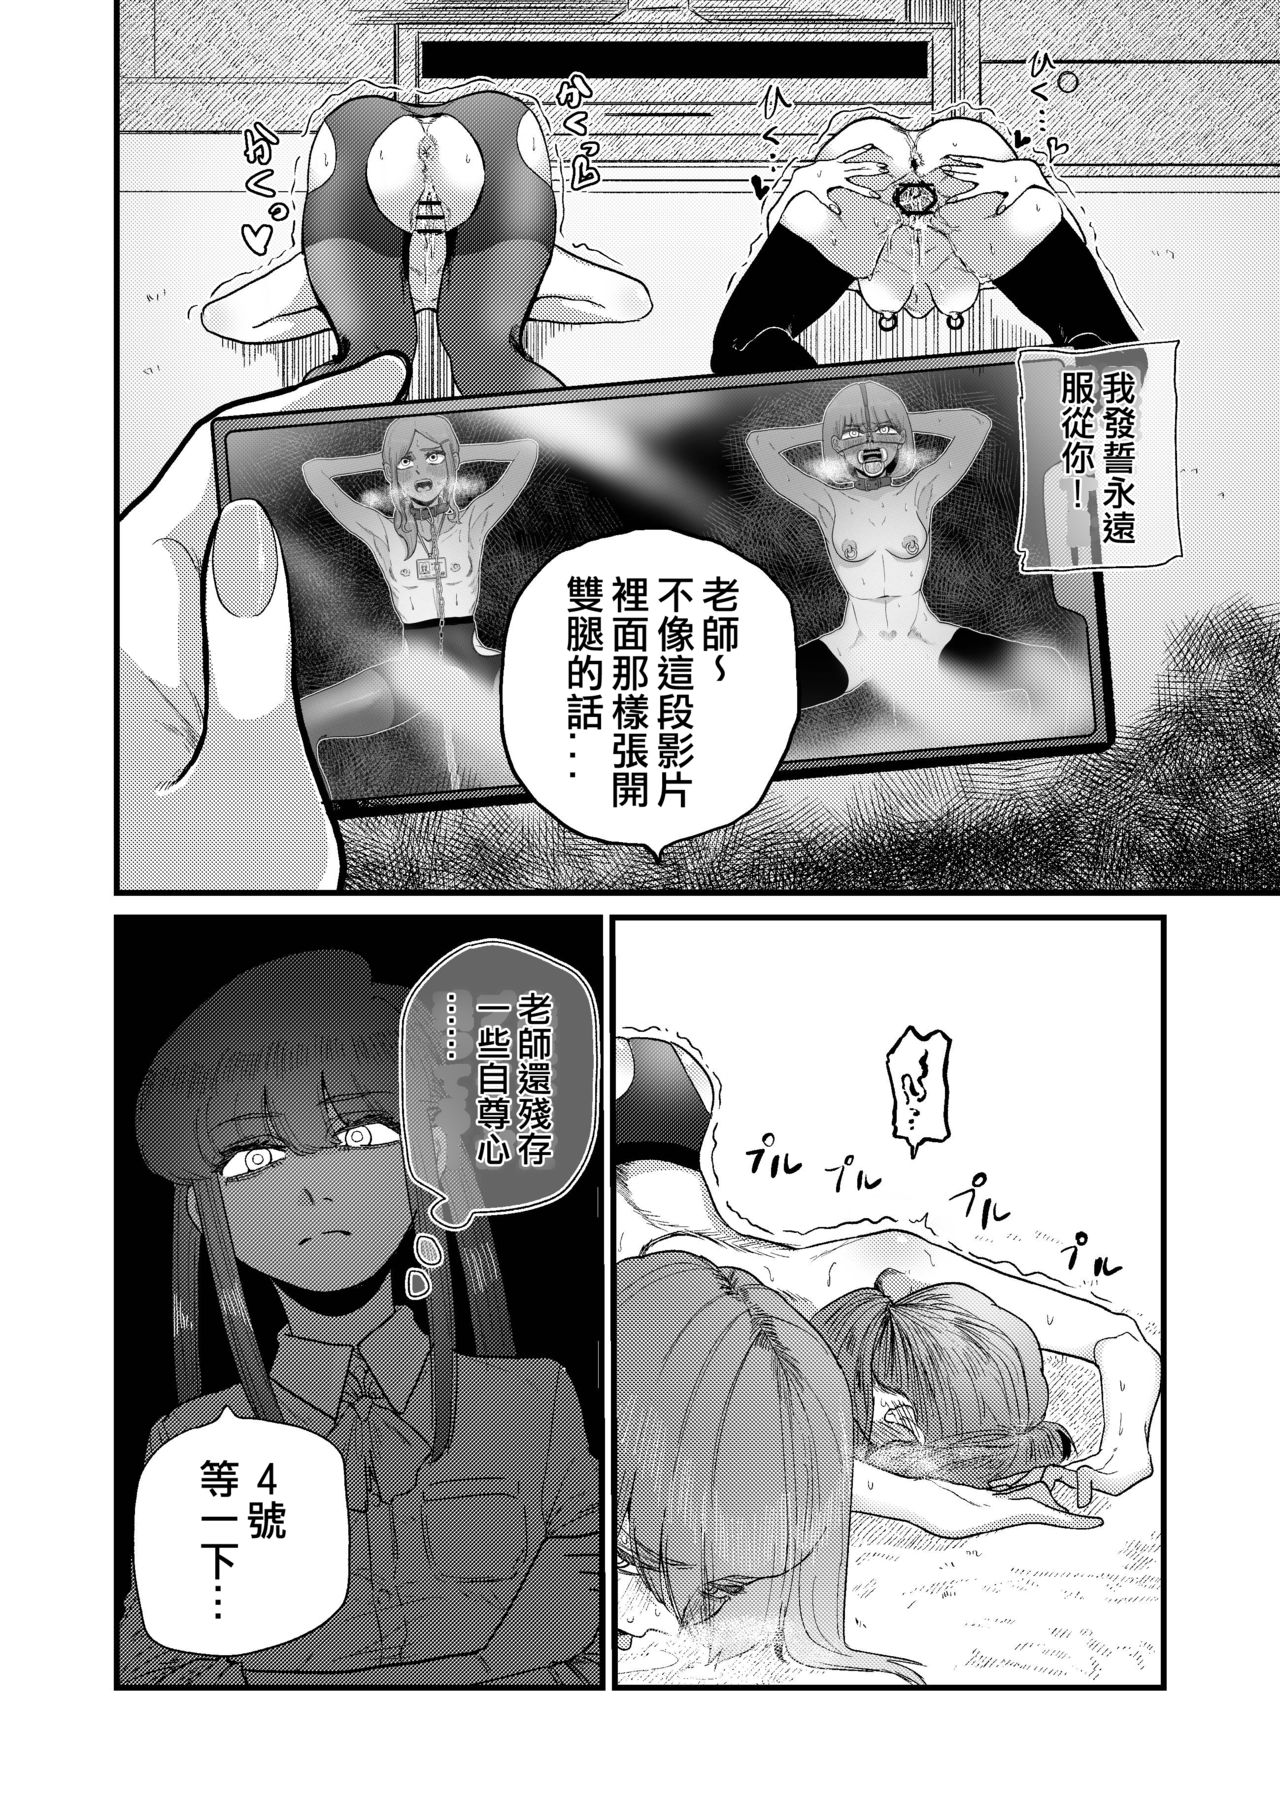 ひく…
ひく…
かくっ
かくっ
我發誓永遠
服從你！
老師～
不像這段影片
裡面那樣張開
雙腿的話…
プル
プル
プル
プル
老師還殘存
一些自尊心
……
4號
等一下…